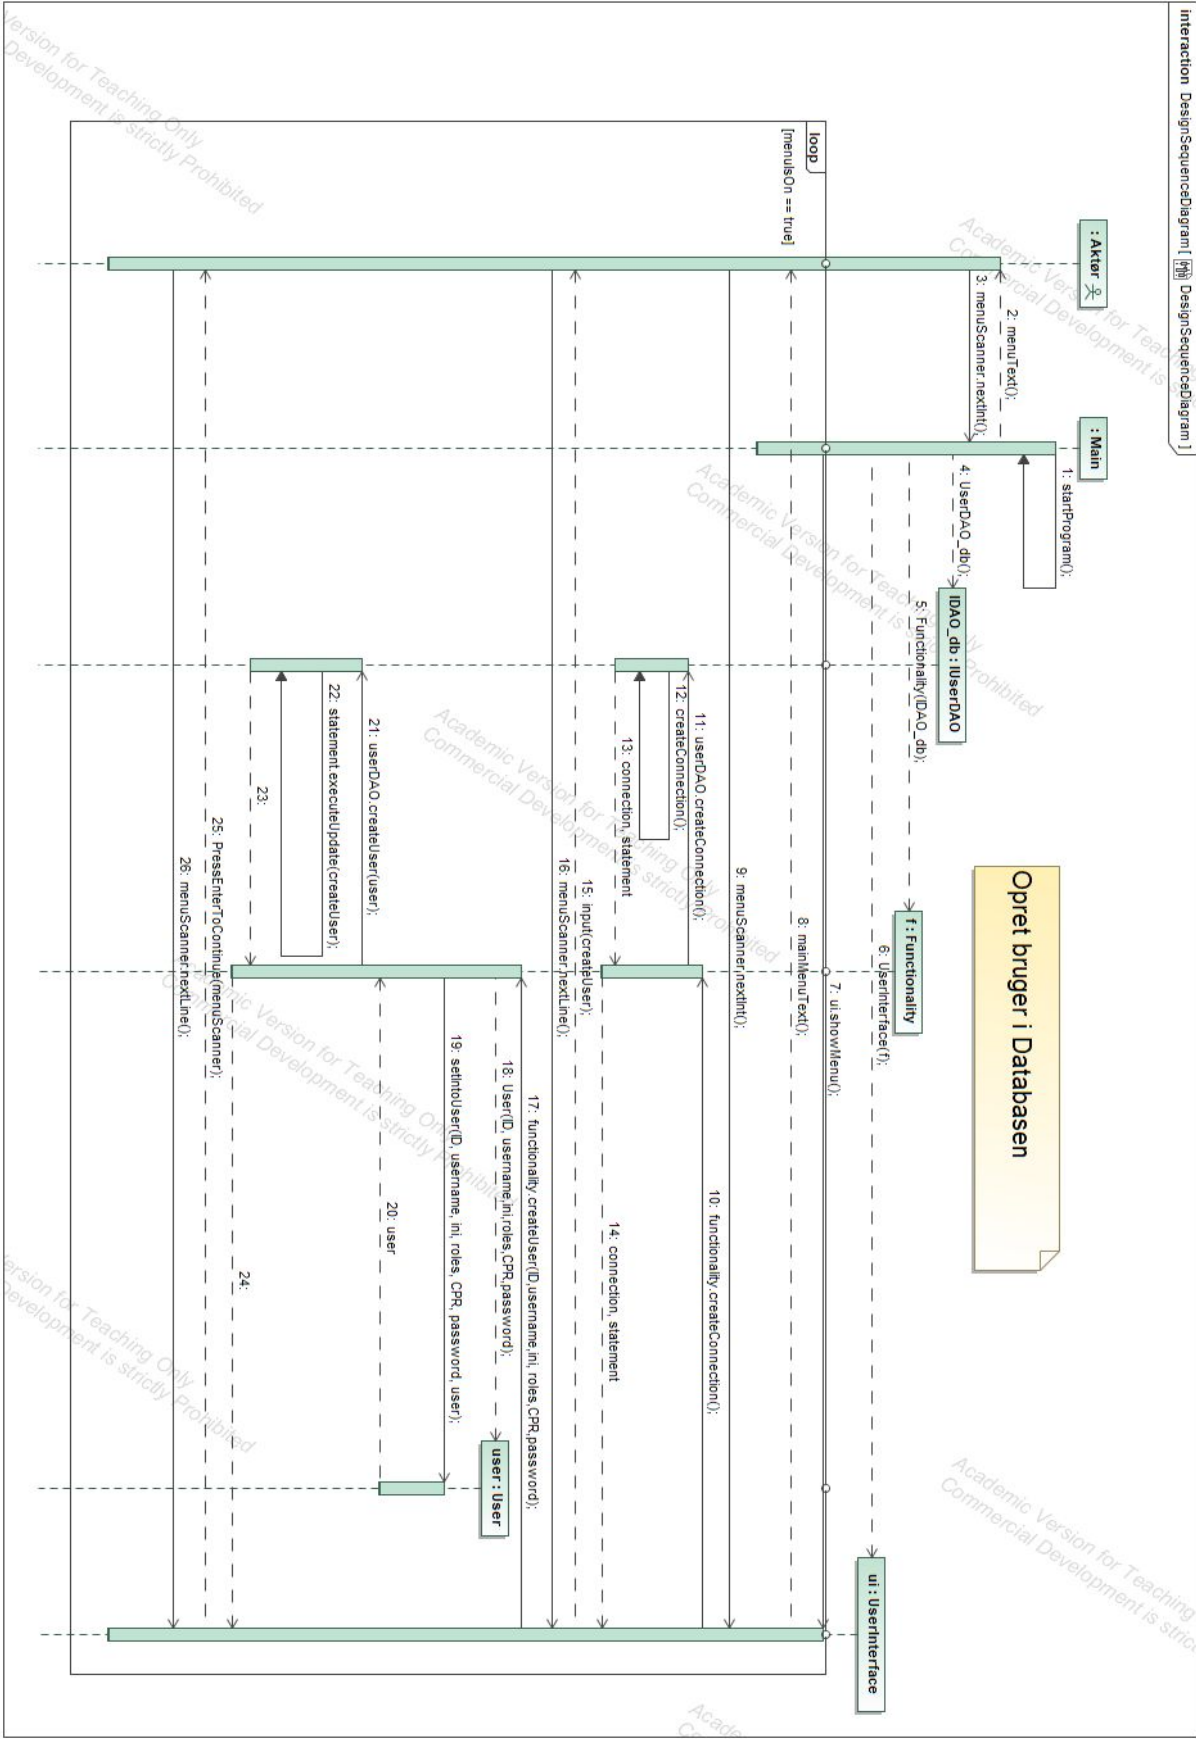 interaction DesignSequenceDiagram[ DesignSequenceDiagram ]
Opret bruger i Databasen
: Aktør
: Main
IDAO_db : IUserDAO
f : Functionality
user : User
ui : UserInterface
1: startProgram();
2: menuText();
3: menuScanner.nextInt();
4: UserDAO_db();
5: Functionality(IDAO_db);
6: UserInterface(f);
7: ui.showMenu();
loop
[menuIsOn == true]
8: mainMenuText();
9: menuScanner.nextInt();
10: functionality.createConnection();
11: userDAO.createConnection();
12: createConnection();
13: connection, statement
14: connection, statement
15: input(createUser);
16: menuScanner.nextLine();
17: functionality.createUser(ID,username,ini, roles,CPR,password);
18: User(ID, username,ini,roles,CPR,password);
19: setIntoUser(ID, username, ini, roles, CPR, password, user);
20: user
21: userDAO.createUser(user);
22: statement.executeUpdate(createUser);
23:
24:
25: PressEnterToContinue(menuScanner);
26: menuScanner.nextLine();
Academic Version for Teaching Only
Commercial Development is strictly Prohibited